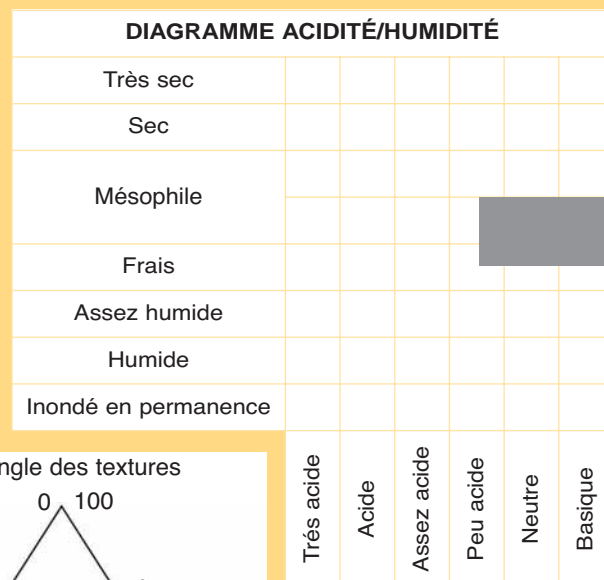 DIAGRAMME ACIDITÉ/HUMIDITÉ
Très sec
Sec
Mésophile
Frais
Assez humide
Humide
Inondé en permanence
Trés acide
Acide
Assez acide
Peu acide
Neutre
Basique
ngle des textures
0 100